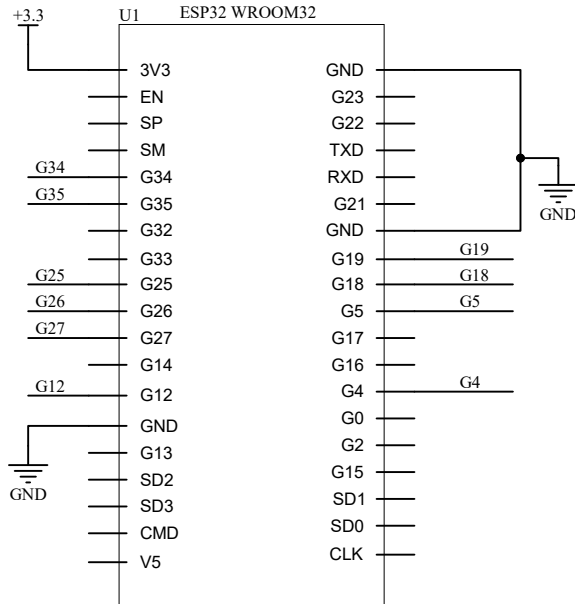 +3.3
U1 ESP32 WROOM32
3V3 GND
EN G23
SP G22
SM TXD
G34 G34 RXD
G35 G35 G21
G32 GND
GND
G33 G19 G19
G25 G25 G18 G18
G26 G26 G5 G5
G27 G27 G17
G14 G16
G12 G12 G4 G4
GND G0
G13 G2
GND
SD2 G15
SD3 SD1
CMD SD0
V5 CLK